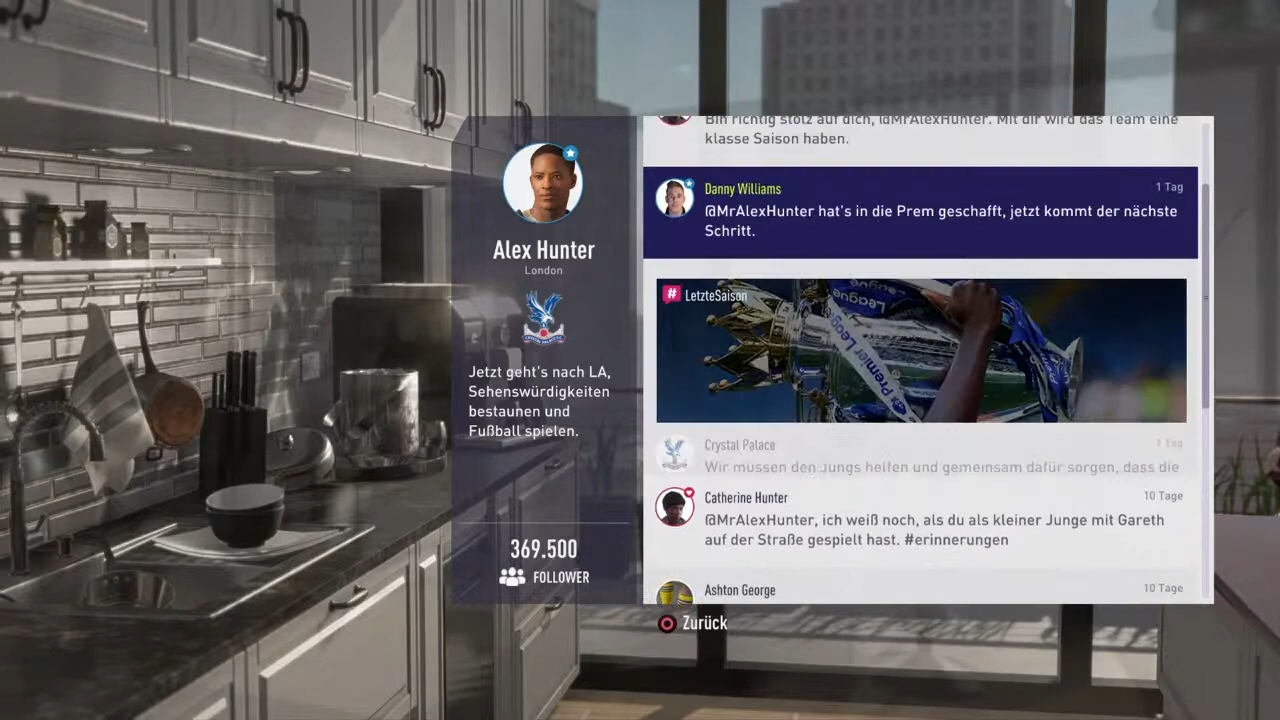 Alex Hunter
London
Jetzt geht's nach LA,
Sehenswürdigkeiten
bestaunen und
Fußball spielen.
369.500
FOLLOWER
Bin richtig stolz auf dich, @MrAlexHunter. Mit dir wird das Team eine
klasse Saison haben.
Danny Williams 1 Tag
@MrAlexHunter hat's in die Prem geschafft, jetzt kommt der nächste
Schritt.
# LetzteSaison
Premier League
League
Crystal Palace 1 Tag
Wir müssen den Jungs helfen und gemeinsam dafür sorgen, dass die
Catherine Hunter 10 Tage
@MrAlexHunter, ich weiß noch, als du als kleiner Junge mit Gareth
auf der Straße gespielt hast. #erinnerungen
Ashton George 10 Tage
Zurück